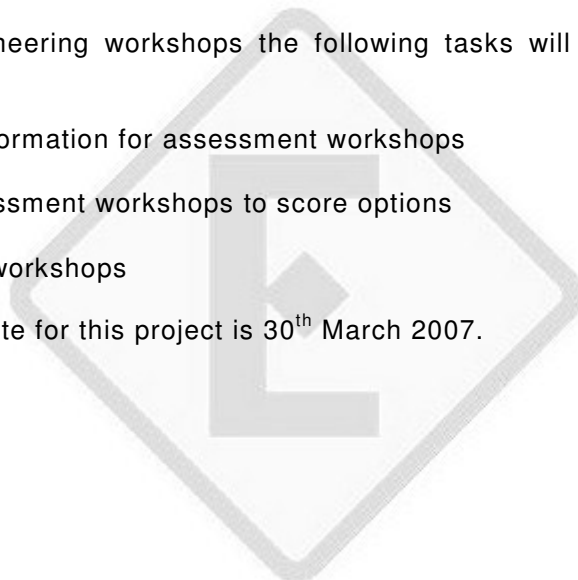 neering workshops the following tasks will
ormation for assessment workshops
ssment workshops to score options
workshops
te for this project is 30th March 2007.
E